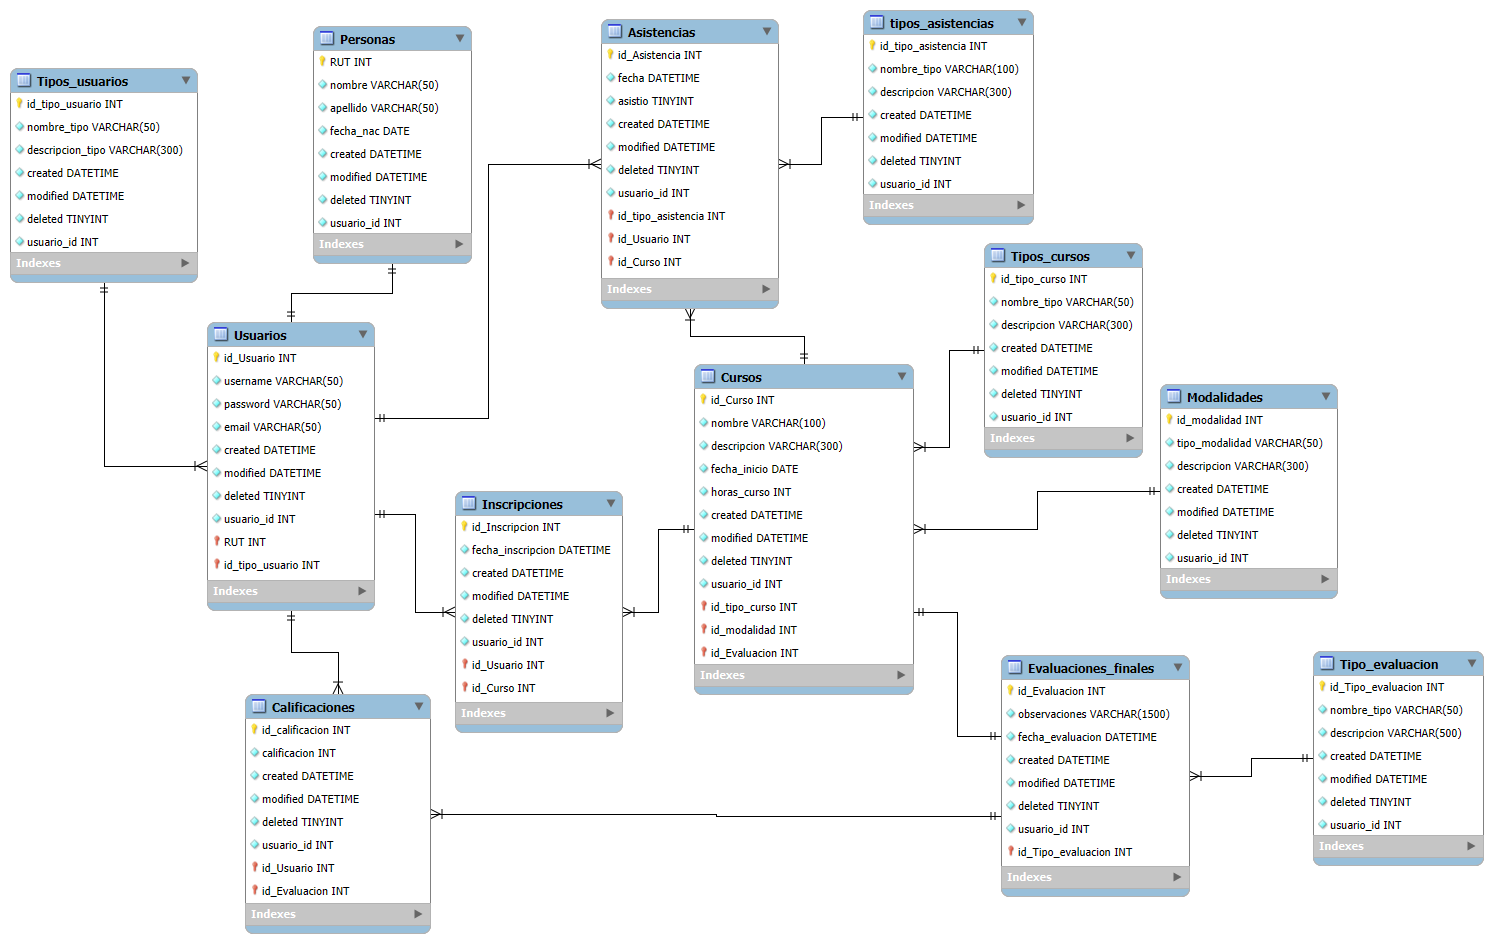 Tipos_usuarios
id_tipo_usuario INT
nombre_tipo VARCHAR(50)
descripcion_tipo VARCHAR(300)
created DATETIME
modified DATETIME
deleted TINYINT
usuario_id INT
Indexes
Personas
RUT INT
nombre VARCHAR(50)
apellido VARCHAR(50)
fecha_nac DATE
created DATETIME
modified DATETIME
deleted TINYINT
usuario_id INT
Indexes
Asistencias
id_Asistencia INT
fecha DATETIME
asistio TINYINT
created DATETIME
modified DATETIME
deleted TINYINT
usuario_id INT
id_tipo_asistencia INT
id_Usuario INT
id_Curso INT
Indexes
tipos_asistencias
id_tipo_asistencia INT
nombre_tipo VARCHAR(100)
descripcion VARCHAR(300)
created DATETIME
modified DATETIME
deleted TINYINT
usuario_id INT
Indexes
Tipos_cursos
id_tipo_curso INT
nombre_tipo VARCHAR(50)
descripcion VARCHAR(300)
created DATETIME
modified DATETIME
deleted TINYINT
usuario_id INT
Indexes
Usuarios
id_Usuario INT
username VARCHAR(50)
password VARCHAR(50)
email VARCHAR(50)
created DATETIME
modified DATETIME
deleted TINYINT
usuario_id INT
RUT INT
id_tipo_usuario INT
Indexes
Cursos
id_Curso INT
nombre VARCHAR(100)
descripcion VARCHAR(300)
fecha_inicio DATE
horas_curso INT
created DATETIME
modified DATETIME
deleted TINYINT
usuario_id INT
id_tipo_curso INT
id_modalidad INT
id_Evaluacion INT
Indexes
Modalidades
id_modalidad INT
tipo_modalidad VARCHAR(50)
descripcion VARCHAR(300)
created DATETIME
modified DATETIME
deleted TINYINT
usuario_id INT
Indexes
Inscripciones
id_Inscripcion INT
fecha_inscripcion DATETIME
created DATETIME
modified DATETIME
deleted TINYINT
usuario_id INT
id_Usuario INT
id_Curso INT
Indexes
Calificaciones
id_calificacion INT
calificacion INT
created DATETIME
modified DATETIME
deleted TINYINT
usuario_id INT
id_Usuario INT
id_Evaluacion INT
Indexes
Evaluaciones_finales
id_Evaluacion INT
observaciones VARCHAR(1500)
fecha_evaluacion DATETIME
created DATETIME
modified DATETIME
deleted TINYINT
usuario_id INT
id_Tipo_evaluacion INT
Indexes
Tipo_evaluacion
id_Tipo_evaluacion INT
nombre_tipo VARCHAR(50)
descripcion VARCHAR(500)
created DATETIME
modified DATETIME
deleted TINYINT
usuario_id INT
Indexes